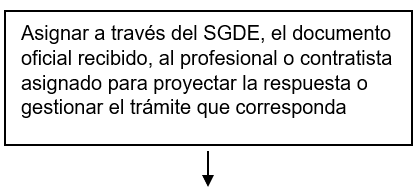 Asignar a través del SGDE, el documento
oficial recibido, al profesional o contratista
asignado para proyectar la respuesta o
gestionar el trámite que corresponda